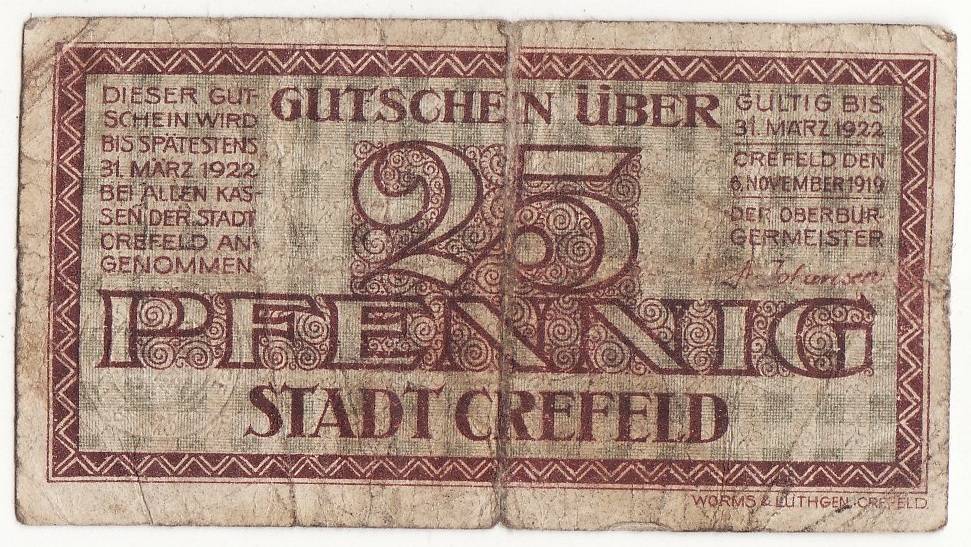 DIESER GUT-
SCHEIN WIRD
BIS SPÄTESTENS
31. MÄRZ 1922
BEI ALLEN KAS-
SEN DER STADT
CREFELD AN-
GENOMMEN
GUTSCHEIN ÜBER
25
PFENNIG
STADT CREFELD
GÜLTIG BIS
31. MÄRZ 1922
CREFELD DEN
6. NOVEMBER 1919
DER OBERBÜR-
GERMEISTER
Johansen
WORMS & LÜTHGEN, CREFELD.